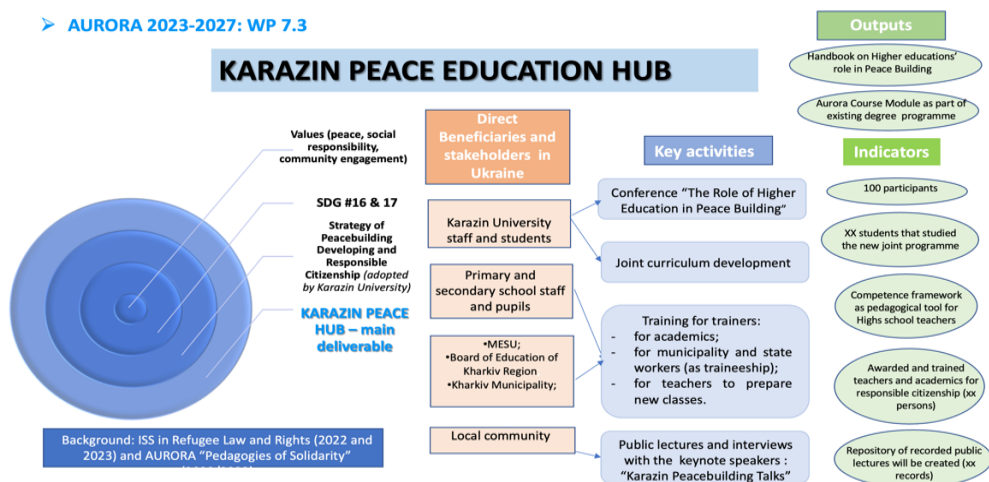 ➢ AURORA 2023-2027: WP 7.3
KARAZIN PEACE EDUCATION HUB
Values (peace, social
responsibility,
community engagement)
SDG #16 & 17
Strategy of
Peacebuilding
Developing and
Responsible
Citizenship (adopted
by Karazin University)
KARAZIN PEACE
HUB – main
deliverable
Background: ISS in Refugee Law and Rights (2022 and
2023) and AURORA “Pedagogies of Solidarity”
Direct
Beneficiaries and
stakeholders in
Ukraine
Karazin University
staff and students
Primary and
secondary school staff
and pupils
•MESU;
•Board of Education of
Kharkiv Region
•Kharkiv Municipality;
Local community
Key activities
Conference “The Role of Higher
Education in Peace Building”
Joint curriculum development
Training for trainers:
- for academics;
- for municipality and state
workers (as traineeship);
- for teachers to prepare
new classes.
Public lectures and interviews
with the keynote speakers :
“Karazin Peacebuilding Talks”
Outputs
Handbook on Higher educations’
role in Peace Building
Aurora Course Module as part of
existing degree programme
Indicators
100 participants
XX students that studied
the new joint programme
Competence framework
as pedagogical tool for
Highs school teachers
Awarded and trained
teachers and academics for
responsible citizenship (xx
persons)
Repository of recorded public
lectures will be created (xx
records)